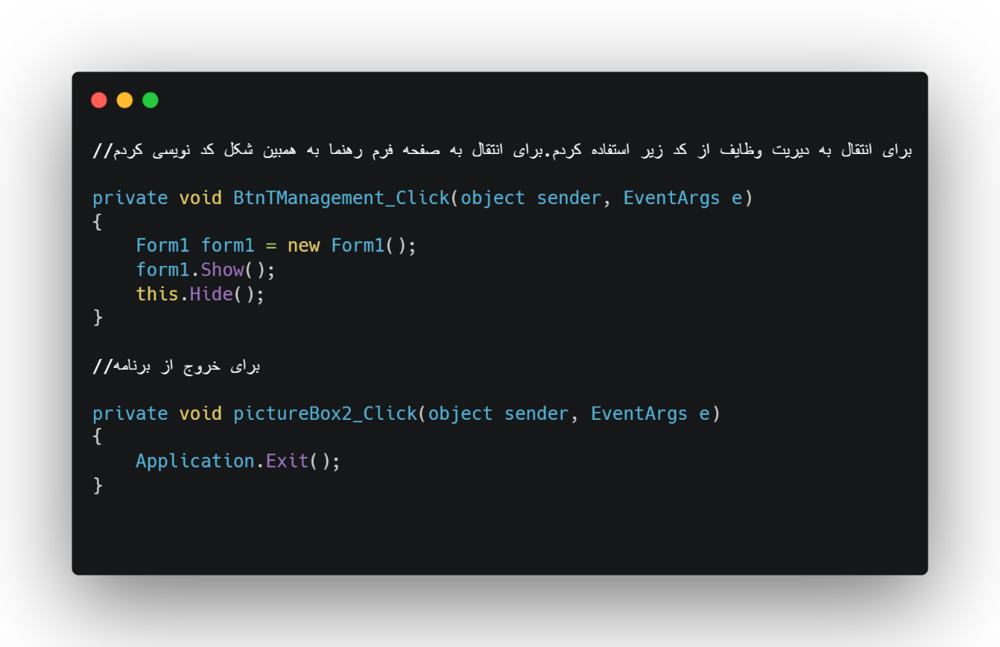 //برای انتقال به دیریت وظایف از کد زیر استفاده کردم.برای انتقال به صفحه فرم رهنما به همبین شکل کد نویسی کردم
private void BtnTManagement_Click(object sender, EventArgs e)
{
    Form1 form1 = new Form1();
    form1.Show();
    this.Hide();
}
//برای خروج از برنامه
private void pictureBox2_Click(object sender, EventArgs e)
{
    Application.Exit();
}